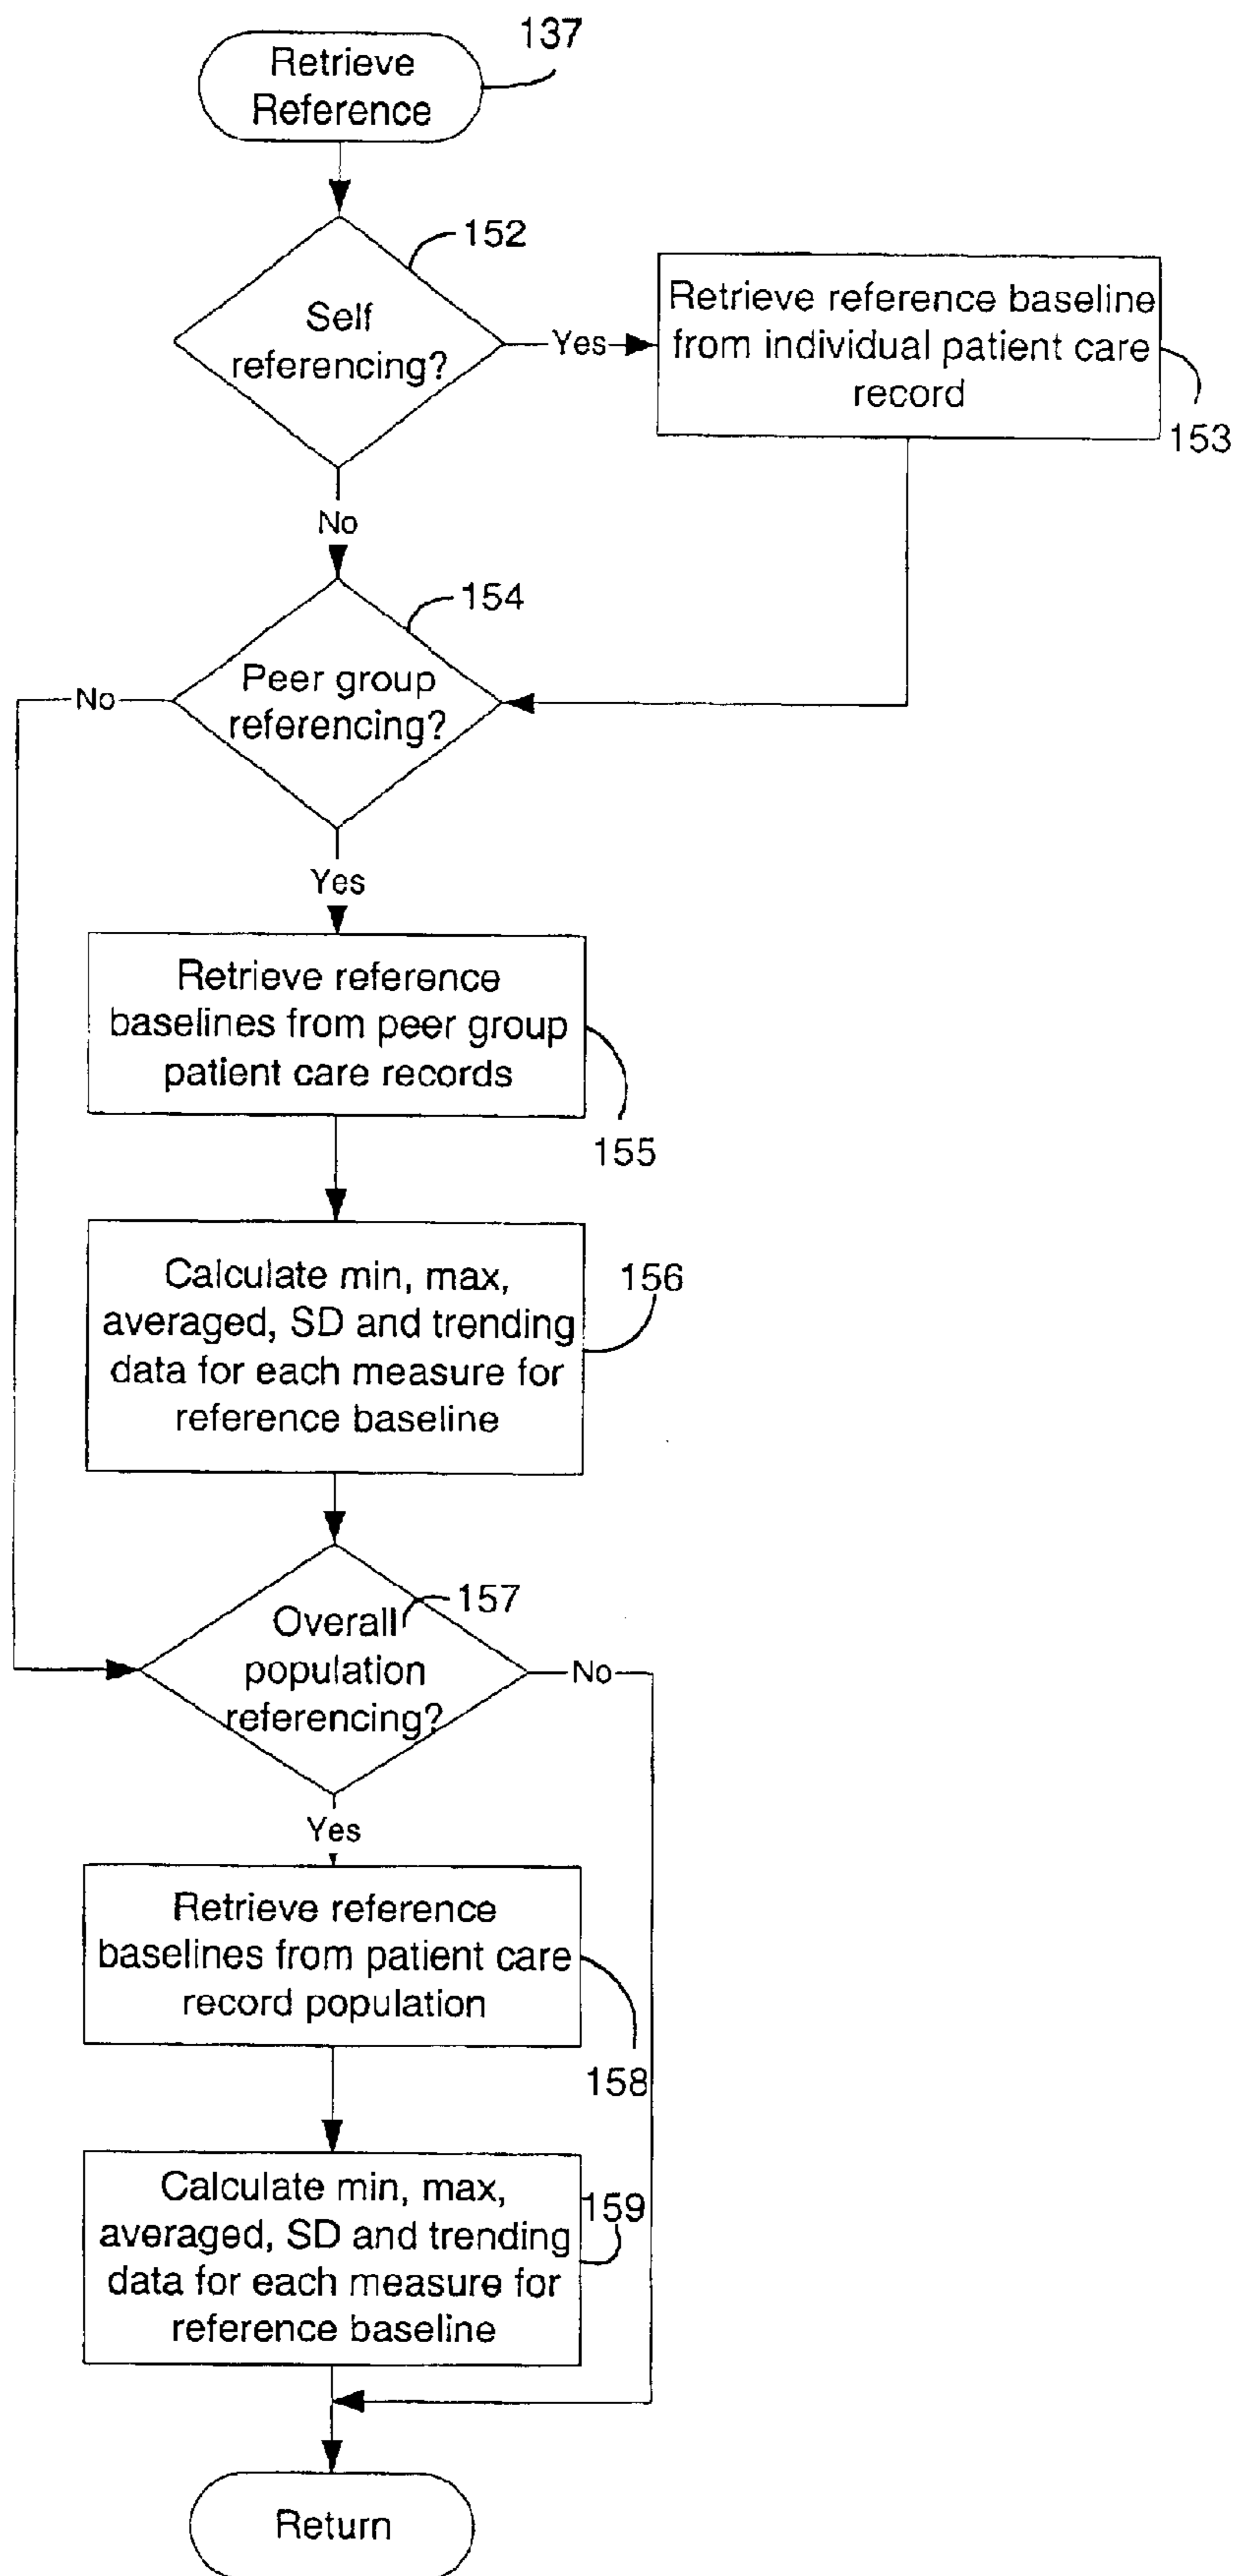 137
Retrieve
Reference
152
Self
referencing?
Yes
Retrieve reference baseline
from individual patient care
record
153
No
154
Peer group
referencing?
No
Yes
Retrieve reference
baselines from peer group
patient care records
155
Calculate min, max,
averaged, SD and trending
data for each measure for
reference baseline
156
157
Overall
population
referencing?
No
Yes
Retrieve reference
baselines from patient care
record population
158
Calculate min, max,
averaged, SD and trending
data for each measure for
reference baseline
159
Return